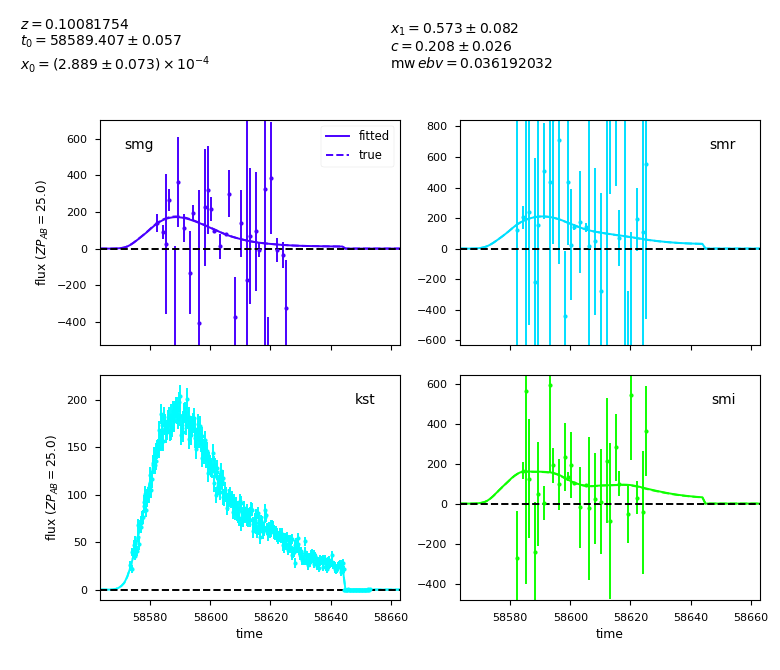 z = 0.10081754
t₀ = 58589.407 ± 0.057
x₀ = (2.889 ± 0.073) × 10⁻⁴
x₁ = 0.573 ± 0.082
c = 0.208 ± 0.026
mwebv = 0.036192032
smg
fitted
true
flux (ZP_AB = 25.0)
600
400
200
0
−200
−400
smr
800
600
400
200
0
−200
−400
−600
kst
flux (ZP_AB = 25.0)
200
150
100
50
0
58580 58600 58620 58640 58660
time
smi
600
400
200
0
−200
−400
58580 58600 58620 58640 58660
time